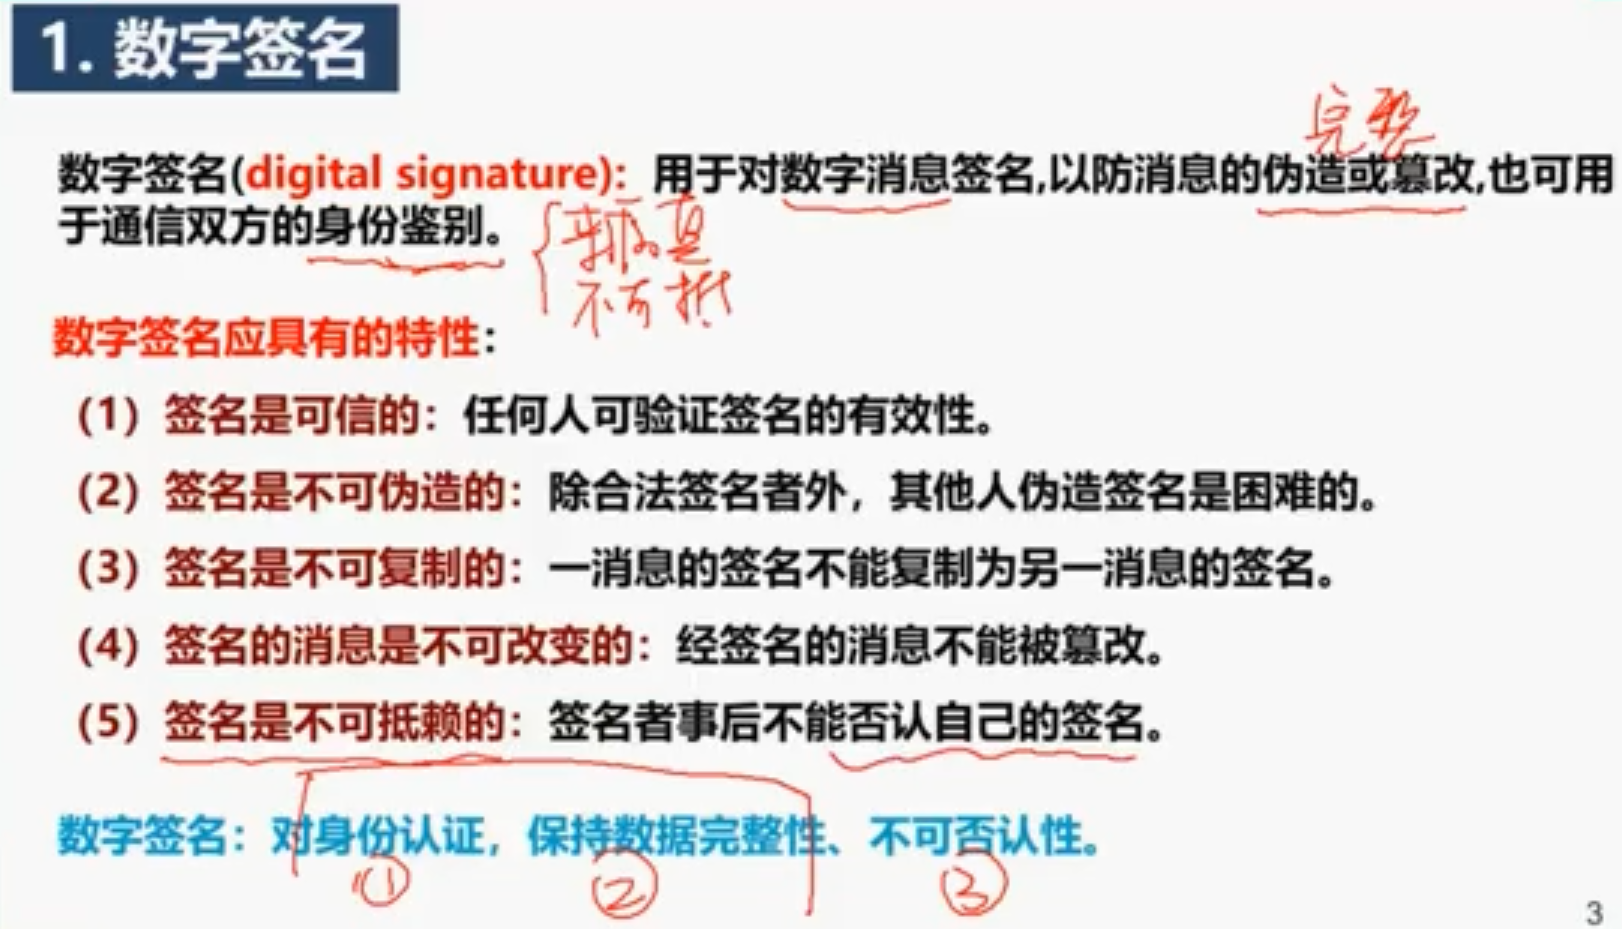 1. 数字签名
完整
数字签名(digital signature)：用于对数字消息签名,以防消息的伪造或篡改,也可用
于通信双方的身份鉴别。
不可抵
数字签名应具有的特性：
（1）签名是可信的：任何人可验证签名的有效性。
（2）签名是不可伪造的：除合法签名者外，其他人伪造签名是困难的。
（3）签名是不可复制的：一消息的签名不能复制为另一消息的签名。
（4）签名的消息是不可改变的：经签名的消息不能被篡改。
（5）签名是不可抵赖的：签名者事后不能否认自己的签名。
数字签名：对身份认证，保持数据完整性、不可否认性。
① ② ③
3